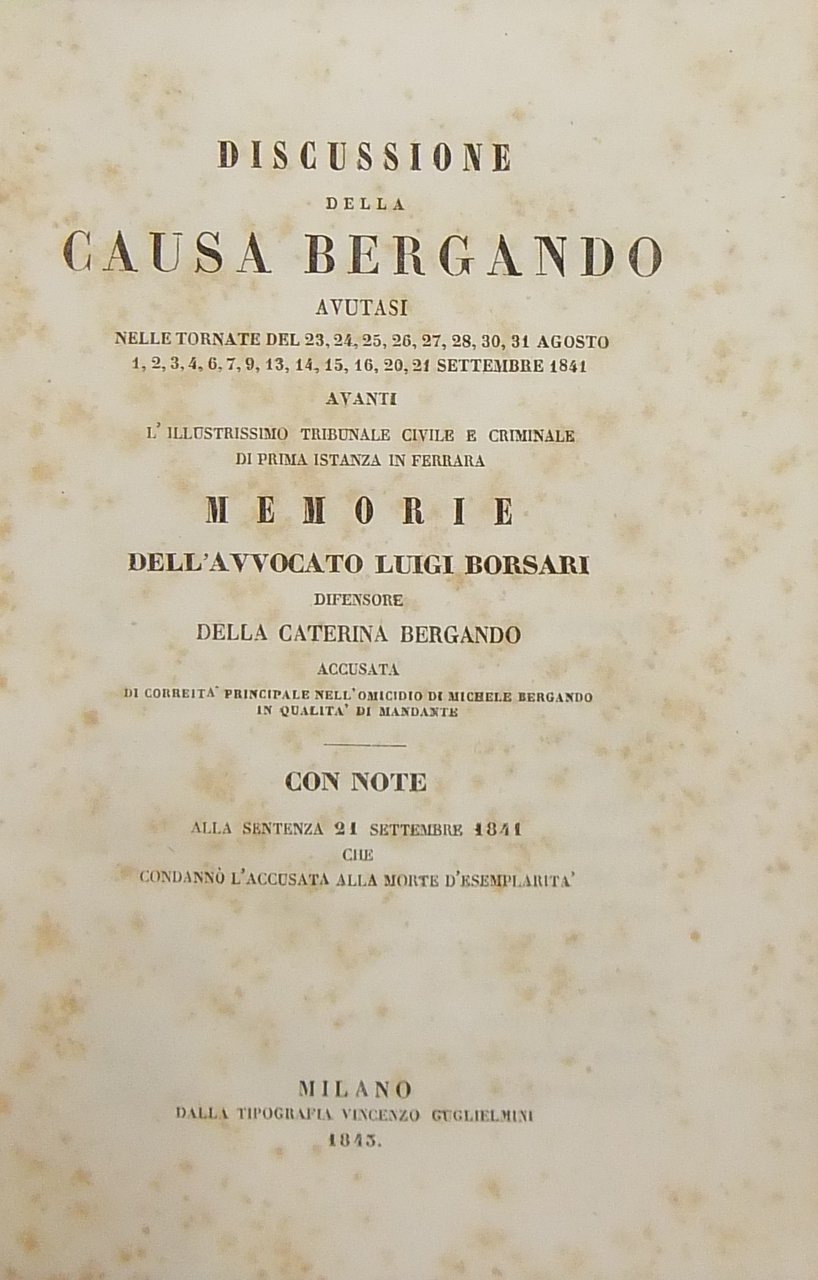 DISCUSSIONE
DELLA
CAUSA BERGANDO
AVUTASI
NELLE TORNATE DEL 23, 24, 25, 26, 27, 28, 30, 31 AGOSTO
1, 2, 3, 4, 6, 7, 9, 13, 14, 15, 16, 20, 21 SETTEMBRE 1841
AVANTI
L' ILLUSTRISSIMO TRIBUNALE CIVILE E CRIMINALE
DI PRIMA ISTANZA IN FERRARA
MEMORIE
DELL'AVVOCATO LUIGI BORSARI
DIFENSORE
DELLA CATERINA BERGANDO
ACCUSATA
DI CORREITA' PRINCIPALE NELL'OMICIDIO DI MICHELE BERGANDO
IN QUALITA' DI MANDANTE
CON NOTE
ALLA SENTENZA 21 SETTEMBRE 1841
CHE
CONDANNÒ L'ACCUSATA ALLA MORTE D'ESEMPLARITA'
MILANO
DALLA TIPOGRAFIA VINCENZO GUGLIELMINI
1843.